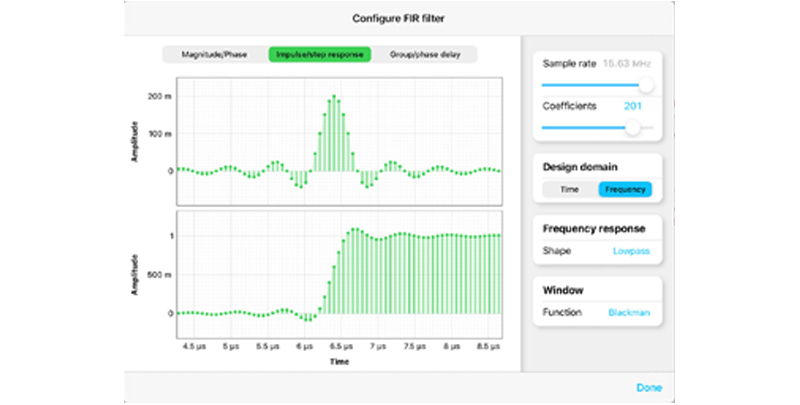 Configure FIR filter
Magnitude/Phase
Impulse/step response
Group/phase delay
Sample rate 15.63 MHz
Coefficients 201
Design domain
Time
Frequency
Frequency response
Shape Lowpass
Window
Function Blackman
Amplitude
200 m
100 m
0
Amplitude
1
500 m
0
4.5 µs 5 µs 5.5 µs 6 µs 6.5 µs 7 µs 7.5 µs 8 µs 8.5 µs
Time
Done